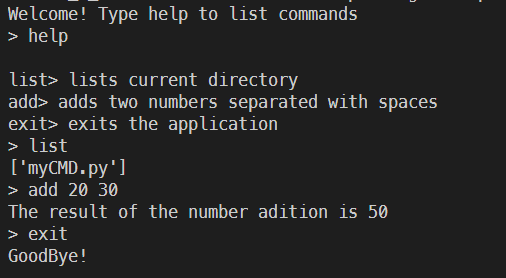 Welcome! Type help to list commands
> help
list> lists current directory
add> adds two numbers separated with spaces
exit> exits the application
> list
['myCMD.py']
> add 20 30
The result of the number adition is 50
> exit
GoodBye!